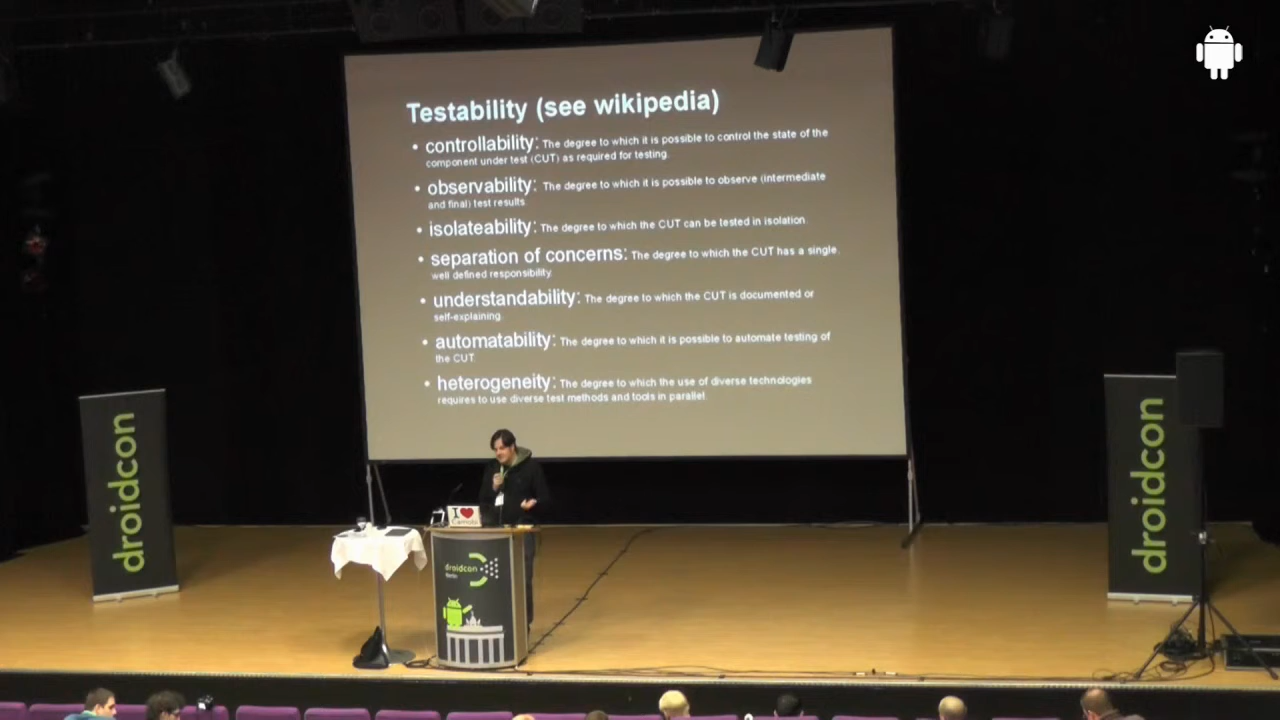 Testability (see wikipedia)
• controllability: The degree to which it is possible to control the state of the
component under test (CUT) as required for testing.
• observability: The degree to which it is possible to observe (intermediate
and final) test results.
• isolateability: The degree to which the CUT can be tested in isolation.
• separation of concerns: The degree to which the CUT has a single,
well defined responsibility.
• understandability: The degree to which the CUT is documented or
self-explaining.
• automatability: The degree to which it is possible to automate testing of
the CUT.
• heterogeneity: The degree to which the use of diverse technologies
requires to use diverse test methods and tools in parallel.
droidcon
droidcon
I
droidcon
Berlin